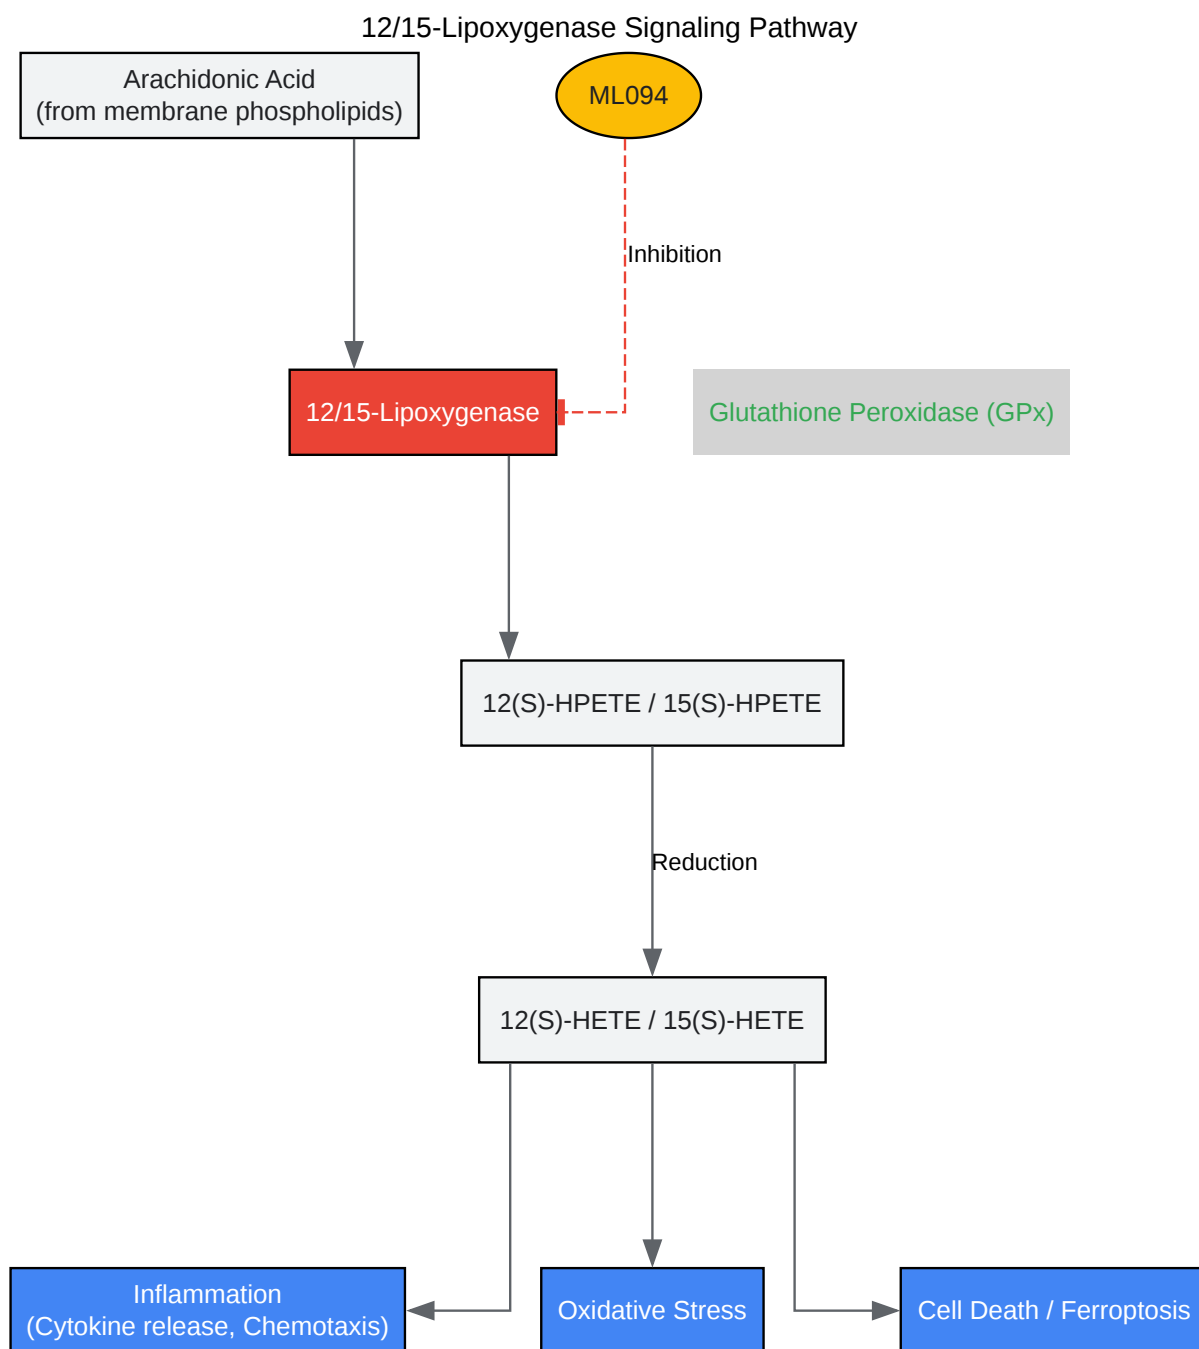 12/15-Lipoxygenase Signaling Pathway
Arachidonic Acid
(from membrane phospholipids)
ML094
Inhibition
12/15-Lipoxygenase
Glutathione Peroxidase (GPx)
12(S)-HPETE / 15(S)-HPETE
Reduction
12(S)-HETE / 15(S)-HETE
Inflammation
(Cytokine release, Chemotaxis)
Oxidative Stress
Cell Death / Ferroptosis